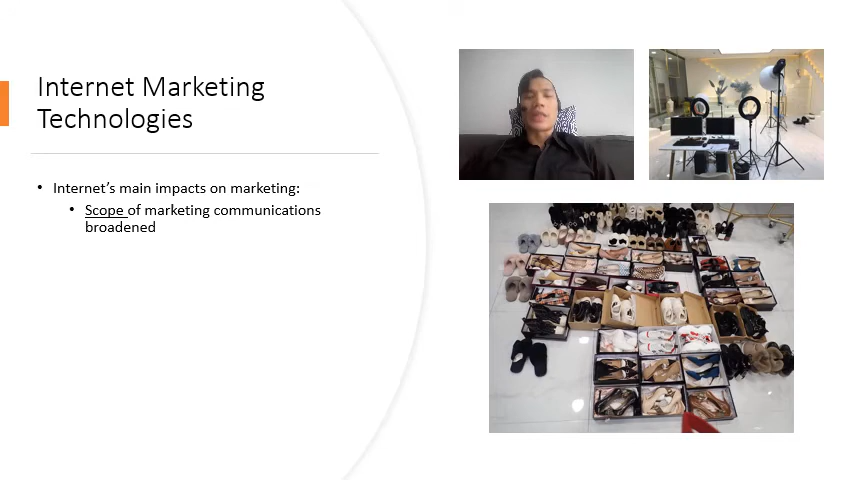 Internet Marketing
Technologies
• Internet's main impacts on marketing:
• Scope of marketing communications
broadened